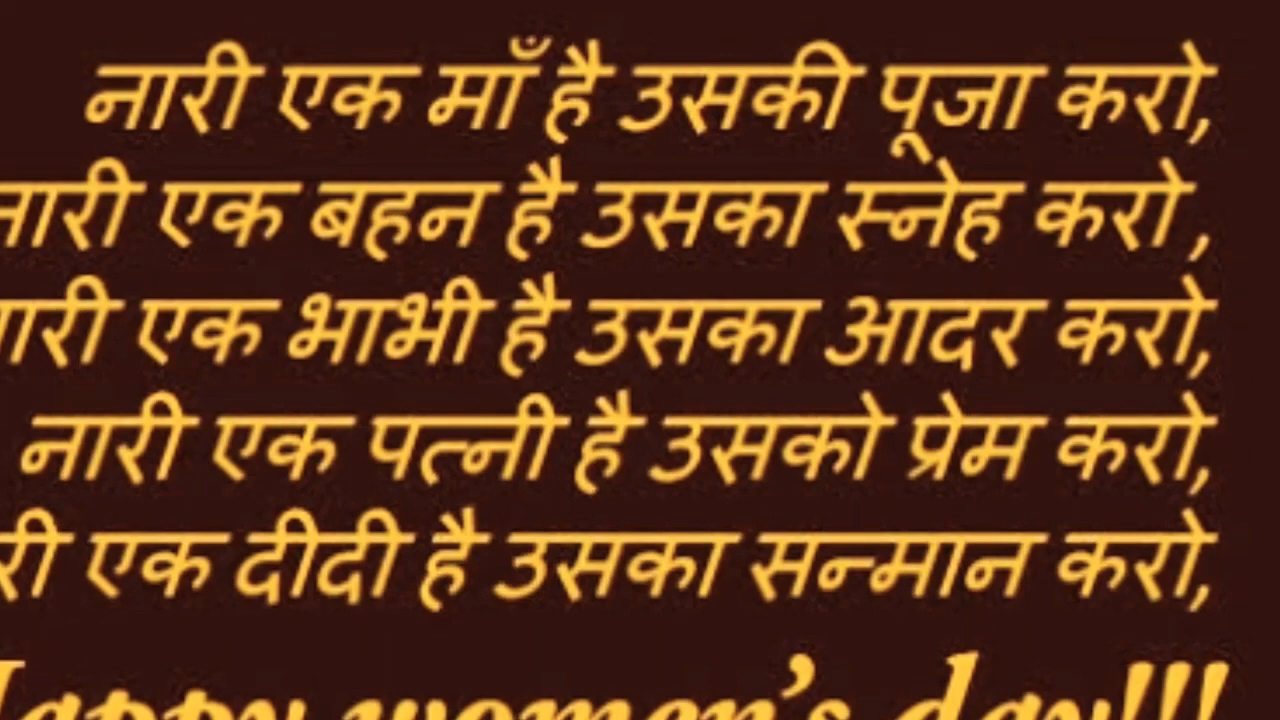 नारी एक माँ है उसकी पूजा करो,
नारी एक बहन है उसका स्नेह करो ,
नारी एक भाभी है उसका आदर करो,
नारी एक पत्नी है उसको प्रेम करो,
री एक दीदी है उसका सन्मान करो,
Happy women's day!!!